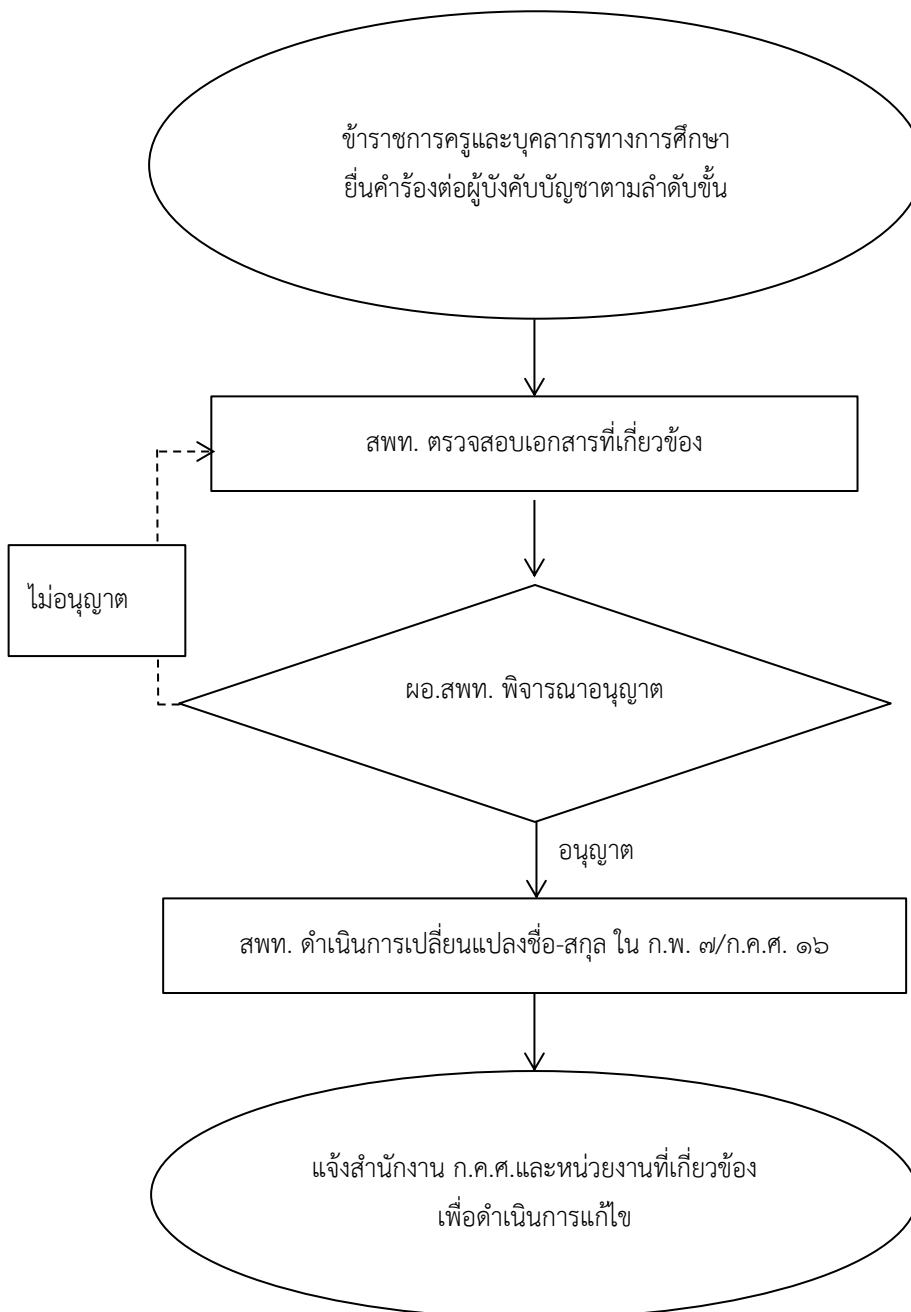 ข้าราชการครูและบุคลากรทางการศึกษา
ยื่นคำร้องต่อผู้บังคับบัญชาตามลำดับขั้น
สพท. ตรวจสอบเอกสารที่เกี่ยวข้อง
ไม่อนุญาต
ผอ.สพท. พิจารณาอนุญาต
อนุญาต
สพท. ดำเนินการเปลี่ยนแปลงชื่อ-สกุล ใน ก.พ. ๗/ก.ค.ศ. ๑๖
แจ้งสำนักงาน ก.ค.ศ.และหน่วยงานที่เกี่ยวข้อง
เพื่อดำเนินการแก้ไข